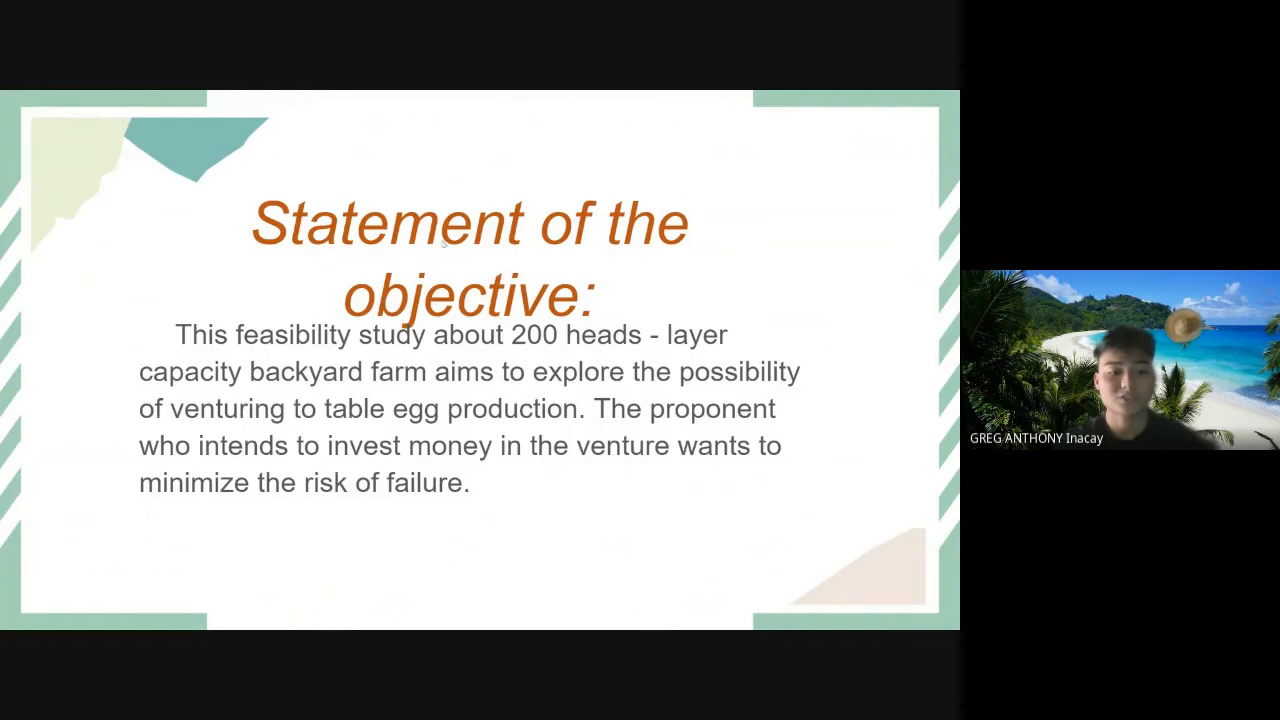 Statement of the
objective:
This feasibility study about 200 heads - layer
capacity backyard farm aims to explore the possibility
of venturing to table egg production. The proponent
who intends to invest money in the venture wants to
minimize the risk of failure.
GREG ANTHONY Inacay